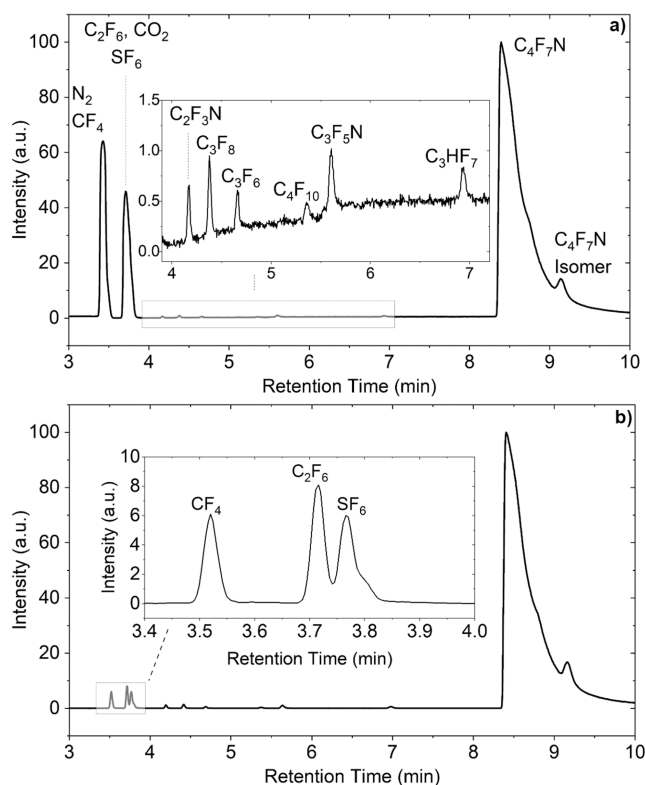 a)
C₂F₆, CO₂
SF₆
N₂
CF₄
C₄F₇N
C₄F₇N
Isomer
1.5
1.0
0.5
0.0
C₂F₃N
C₃F₈
C₃F₆
C₄F₁₀
C₃F₅N
C₃HF₇
4 5 6 7
100
80
60
40
20
0
Intensity (a.u.)
3 4 5 6 7 8 9 10
Retention Time (min)
b)
10
8
6
4
2
0
Intensity (a.u.)
CF₄
C₂F₆
SF₆
3.4 3.5 3.6 3.7 3.8 3.9 4.0
Retention Time (min)
100
80
60
40
20
0
Intensity (a.u.)
3 4 5 6 7 8 9 10
Retention Time (min)